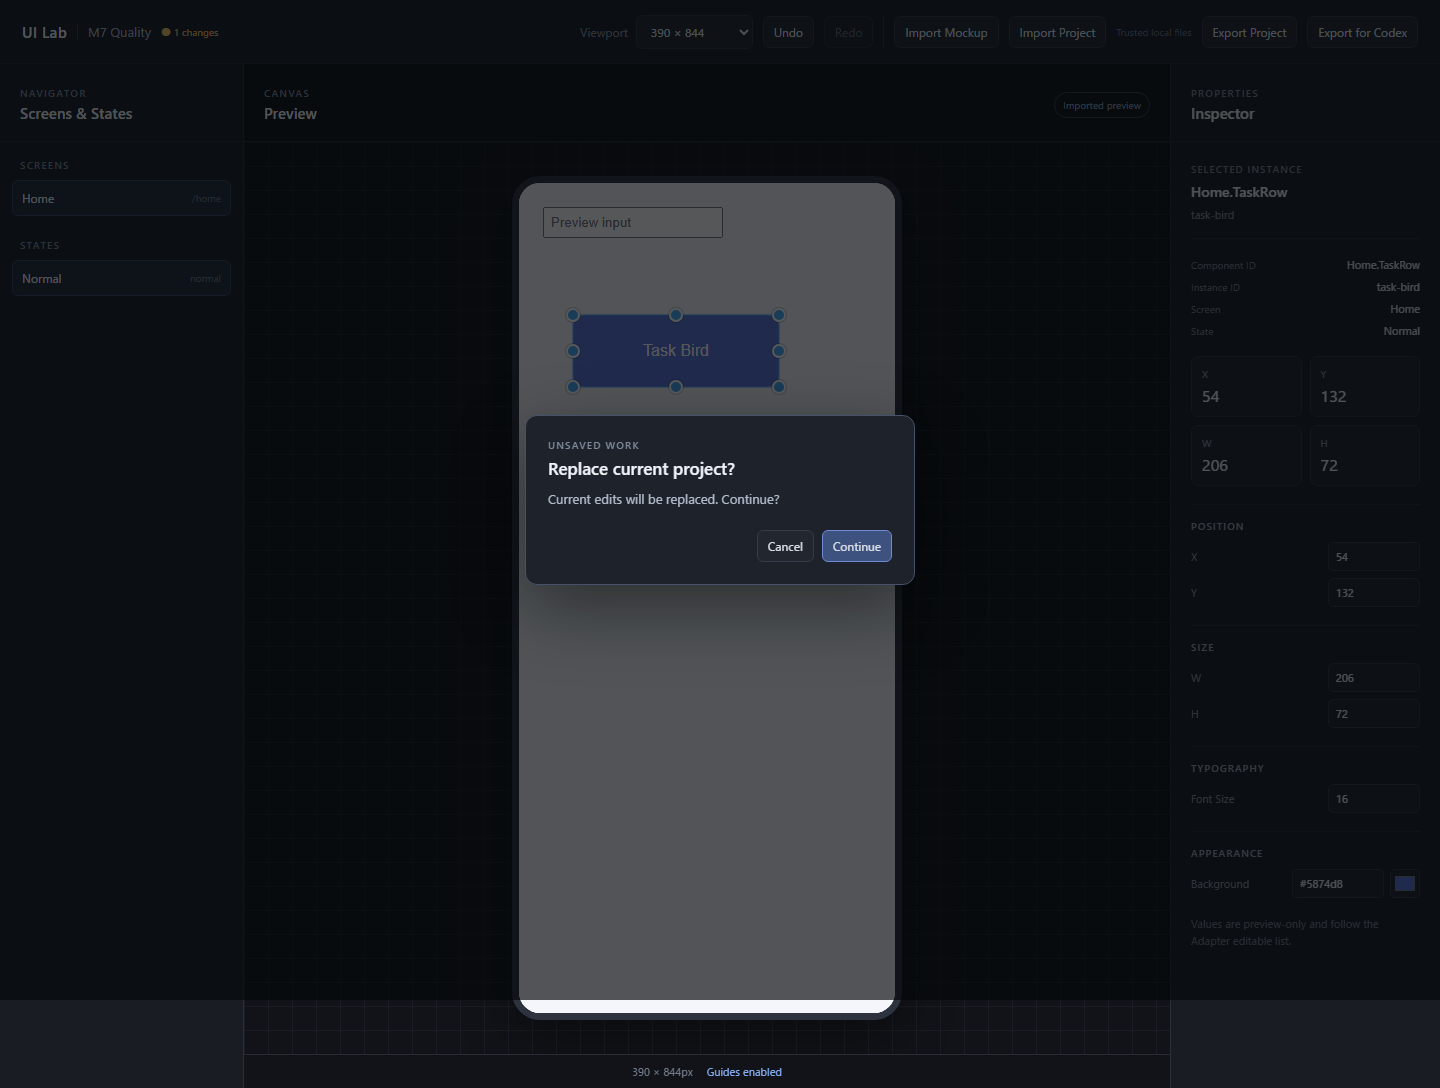 UI Lab
M7 Quality
1 changes
Viewport
390 × 844
Undo
Redo
Import Mockup
Import Project
Trusted local files
Export Project
Export for Codex
NAVIGATOR
Screens & States
SCREENS
Home
/home
STATES
Normal
normal
CANVAS
Preview
Imported preview
Preview input
Task Bird
UNSAVED WORK
Replace current project?
Current edits will be replaced. Continue?
Cancel
Continue
390 × 844px
Guides enabled
PROPERTIES
Inspector
SELECTED INSTANCE
Home.TaskRow
task-bird
Component ID
Home.TaskRow
Instance ID
task-bird
Screen
Home
State
Normal
X
54
Y
132
W
206
H
72
POSITION
X
54
Y
132
SIZE
W
206
H
72
TYPOGRAPHY
Font Size
16
APPEARANCE
Background
#5874d8
Values are preview-only and follow the
Adapter editable list.